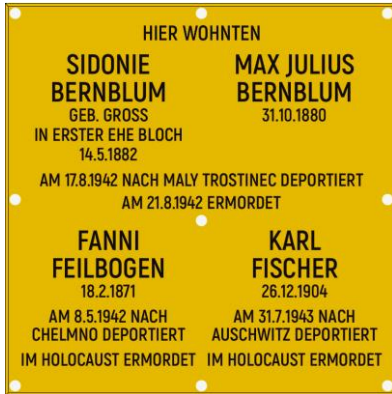 HIER WOHNTEN
SIDONIE
BERNBLUM
GEB. GROSS
IN ERSTER EHE BLOCH
14.5.1882
MAX JULIUS
BERNBLUM
31.10.1880
AM 17.8.1942 NACH MALY TROSTINEC DEPORTIERT
AM 21.8.1942 ERMORDET
FANNI
FEILBOGEN
18.2.1871
AM 8.5.1942 NACH
CHELMNO DEPORTIERT
IM HOLOCAUST ERMORDET
KARL
FISCHER
26.12.1904
AM 31.7.1943 NACH
AUSCHWITZ DEPORTIERT
IM HOLOCAUST ERMORDET